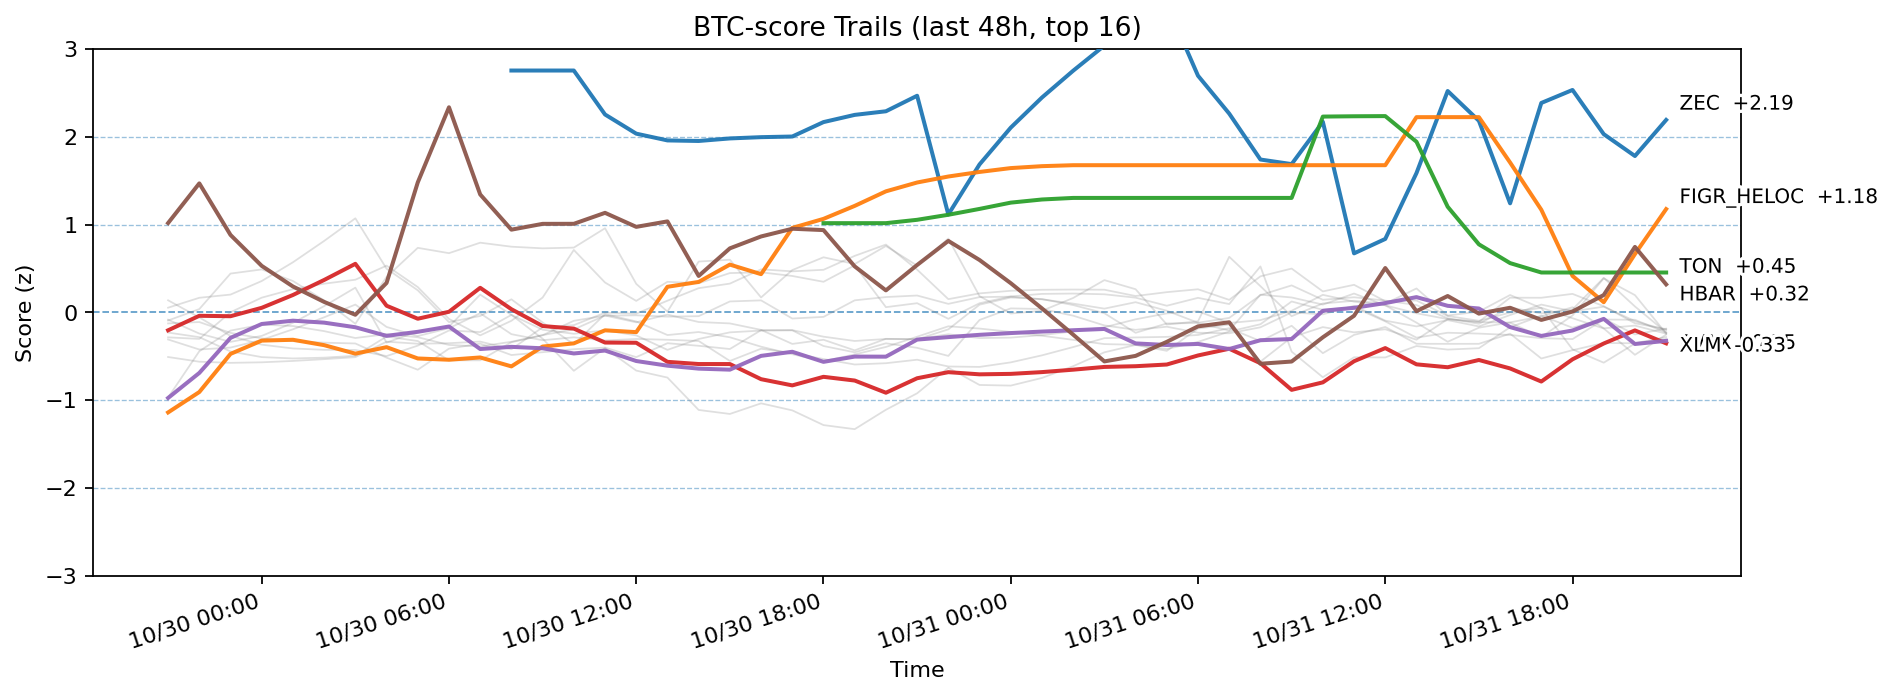 BTC-score Trails (last 48h, top 16)
Score (z)
3
2
1
0
−1
−2
−3
ZEC +2.19
FIGR_HELOC +1.18
TON +0.45
HBAR +0.32
XLM -0.33
10/30 00:00
10/30 06:00
10/30 12:00
10/30 18:00
10/31 00:00
10/31 06:00
10/31 12:00
10/31 18:00
Time